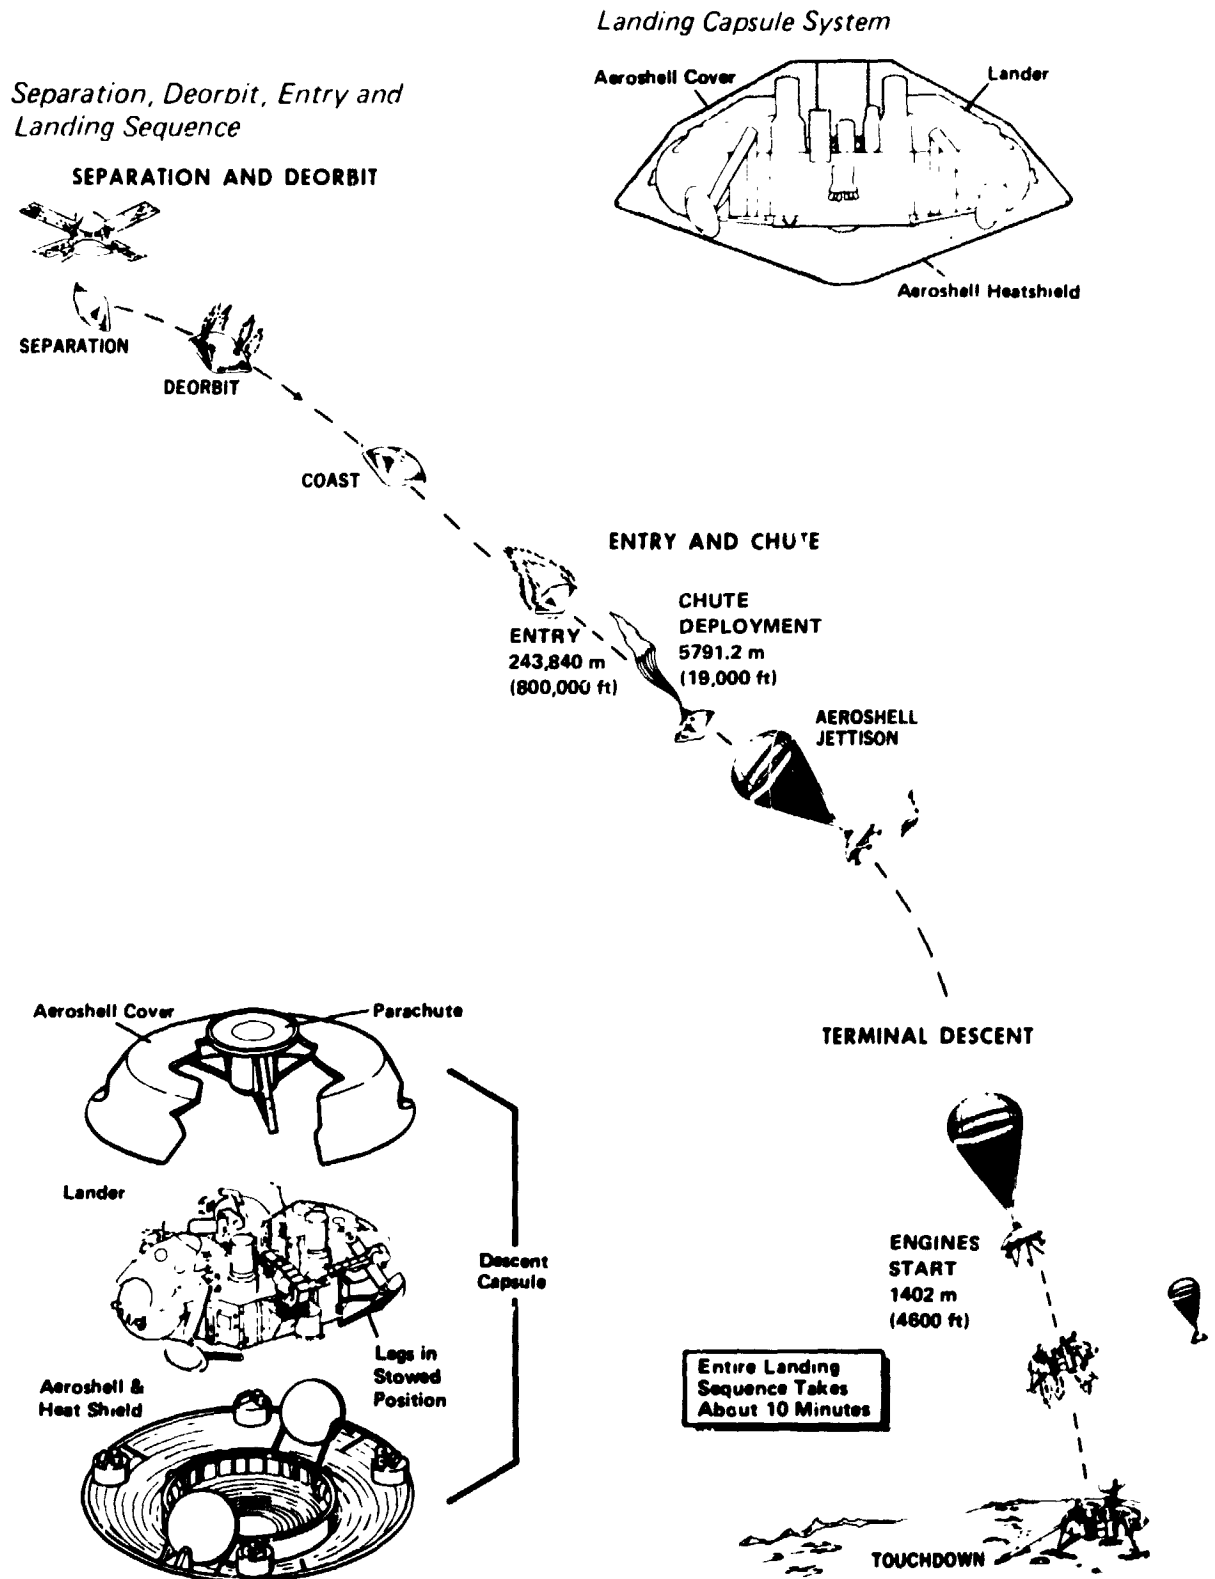 Landing Capsule System
Aeroshell Cover
Lander
Aeroshell Heatshield
Separation, Deorbit, Entry and
Landing Sequence
SEPARATION AND DEORBIT
SEPARATION
DEORBIT
COAST
ENTRY AND CHUTE
ENTRY
243,840 m
(800,000 ft)
CHUTE
DEPLOYMENT
5791.2 m
(19,000 ft)
AEROSHELL
JETTISON
Aeroshell Cover
Parachute
Lander
Descent
Capsule
Legs in
Stowed
Position
Aeroshell &
Heat Shield
TERMINAL DESCENT
ENGINES
START
1402 m
(4600 ft)
Entire Landing
Sequence Takes
About 10 Minutes
TOUCHDOWN